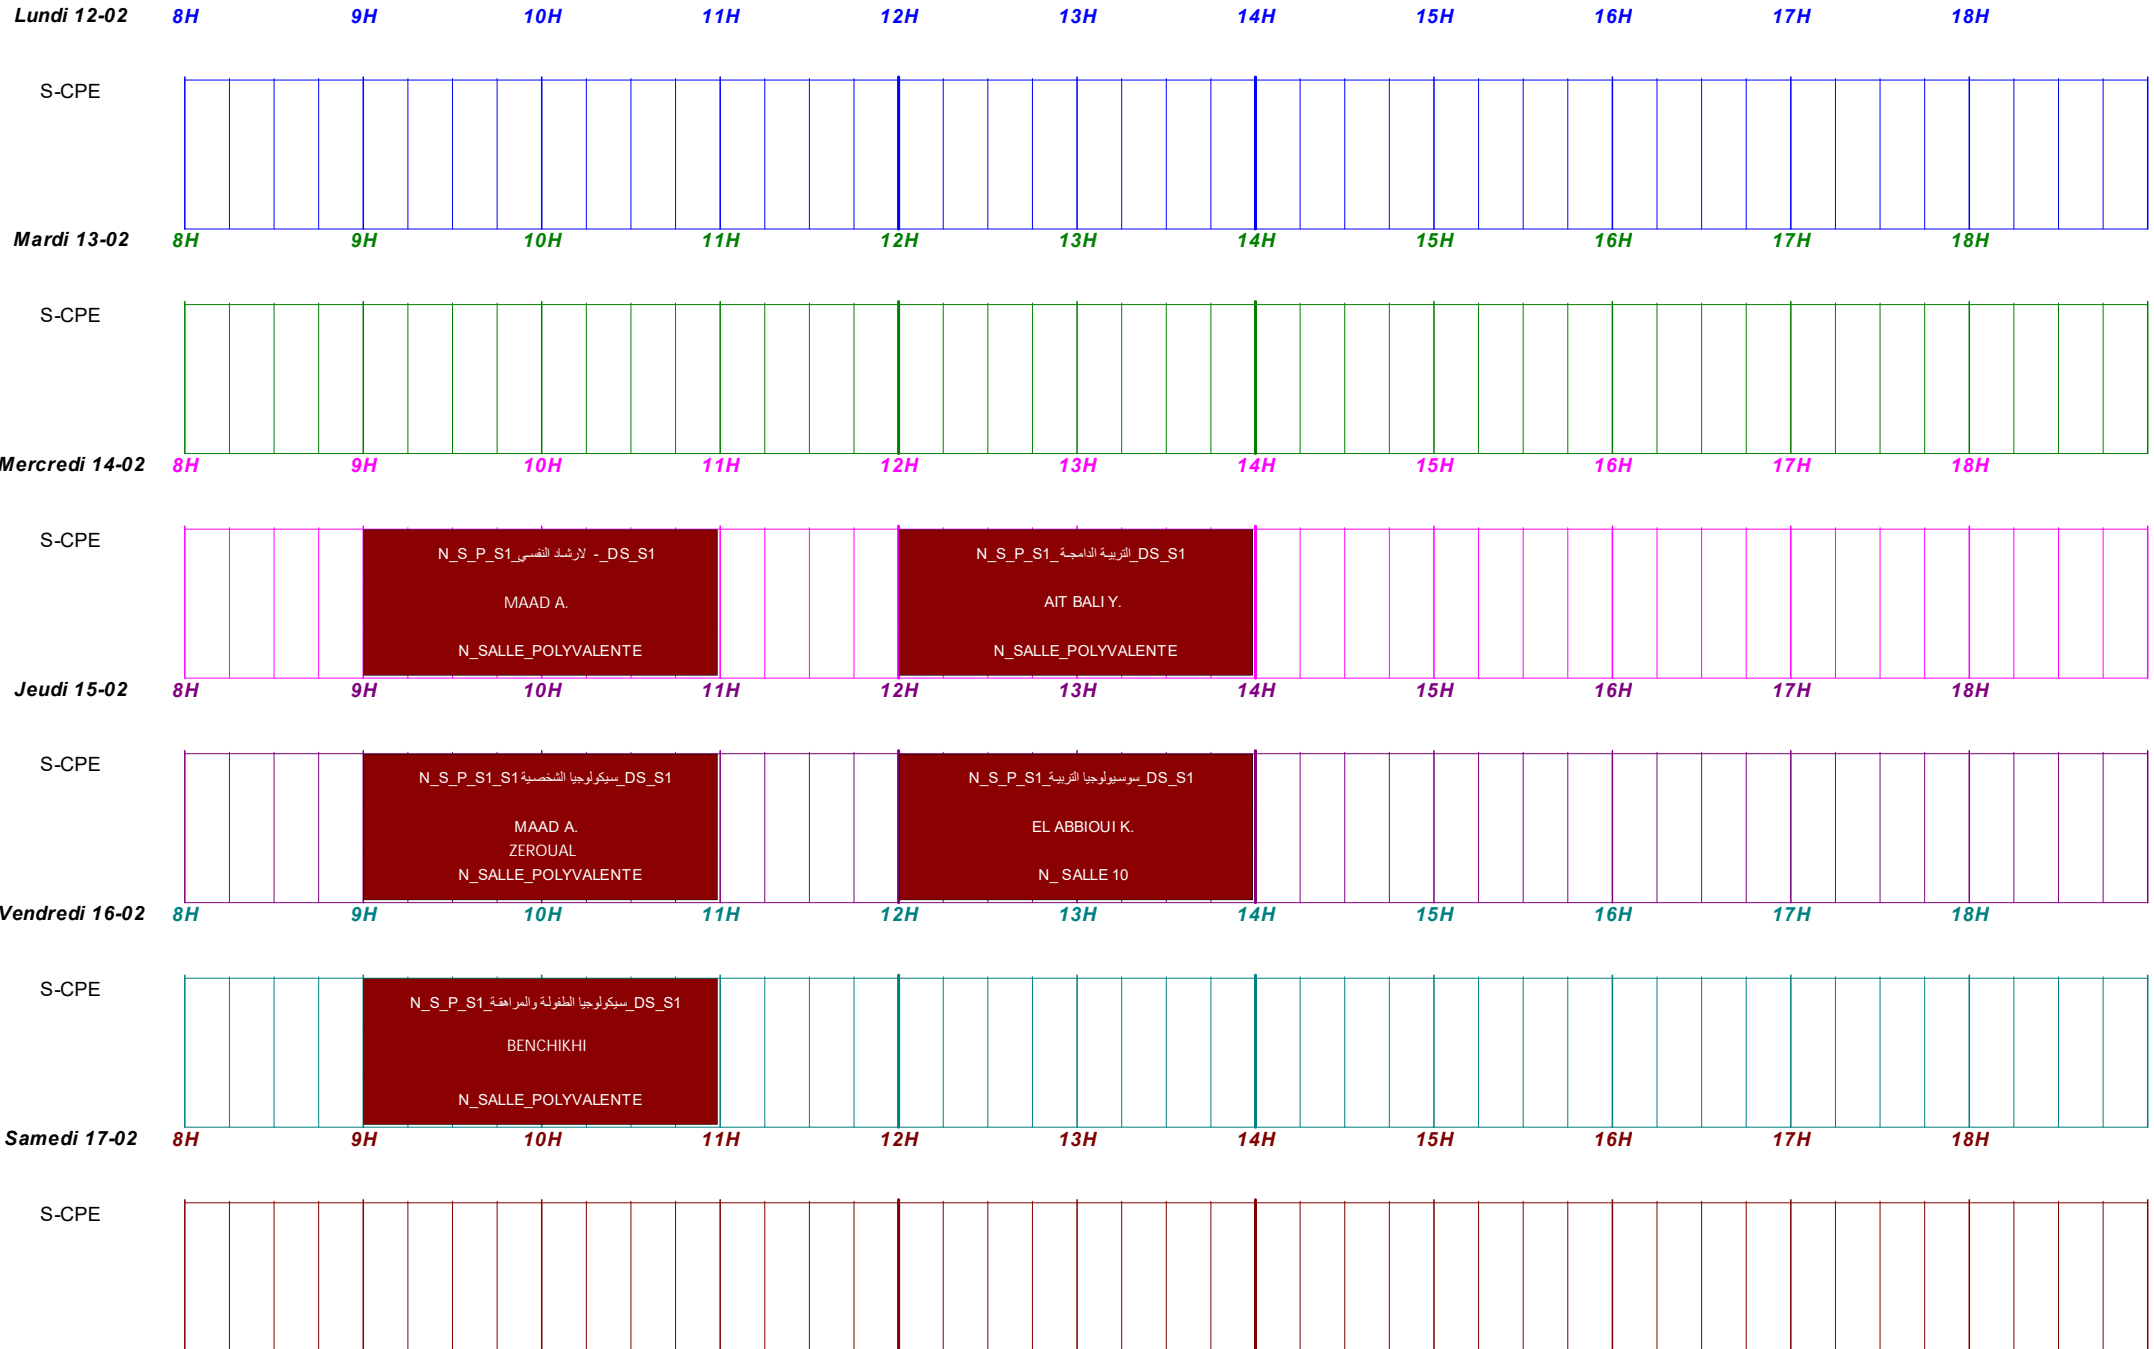 Lundi 12-02 8H 9H 10H 11H 12H 13H 14H 15H 16H 17H 18H
S-CPE
Mardi 13-02 8H 9H 10H 11H 12H 13H 14H 15H 16H 17H 18H
S-CPE
Mercredi 14-02 8H 9H 10H 11H 12H 13H 14H 15H 16H 17H 18H
S-CPE
N_S_P_S1_لارشاد النفسي - _DS_S1
MAAD A.
N_SALLE_POLYVALENTE
N_S_P_S1_التربية الدامجة_DS_S1
AIT BALI Y.
N_SALLE_POLYVALENTE
Jeudi 15-02 8H 9H 10H 11H 12H 13H 14H 15H 16H 17H 18H
S-CPE
N_S_P_S1_S1 سيكولوجيا الشخصية_DS_S1
MAAD A.
ZEROUAL
N_SALLE_POLYVALENTE
N_S_P_S1_سوسيولوجيا التربية_DS_S1
EL ABBIOUI K.
N_ SALLE 10
Vendredi 16-02 8H 9H 10H 11H 12H 13H 14H 15H 16H 17H 18H
S-CPE
N_S_P_S1_سيكولوجيا الطفولة والمراهقة_DS_S1
BENCHIKHI
N_SALLE_POLYVALENTE
Samedi 17-02 8H 9H 10H 11H 12H 13H 14H 15H 16H 17H 18H
S-CPE